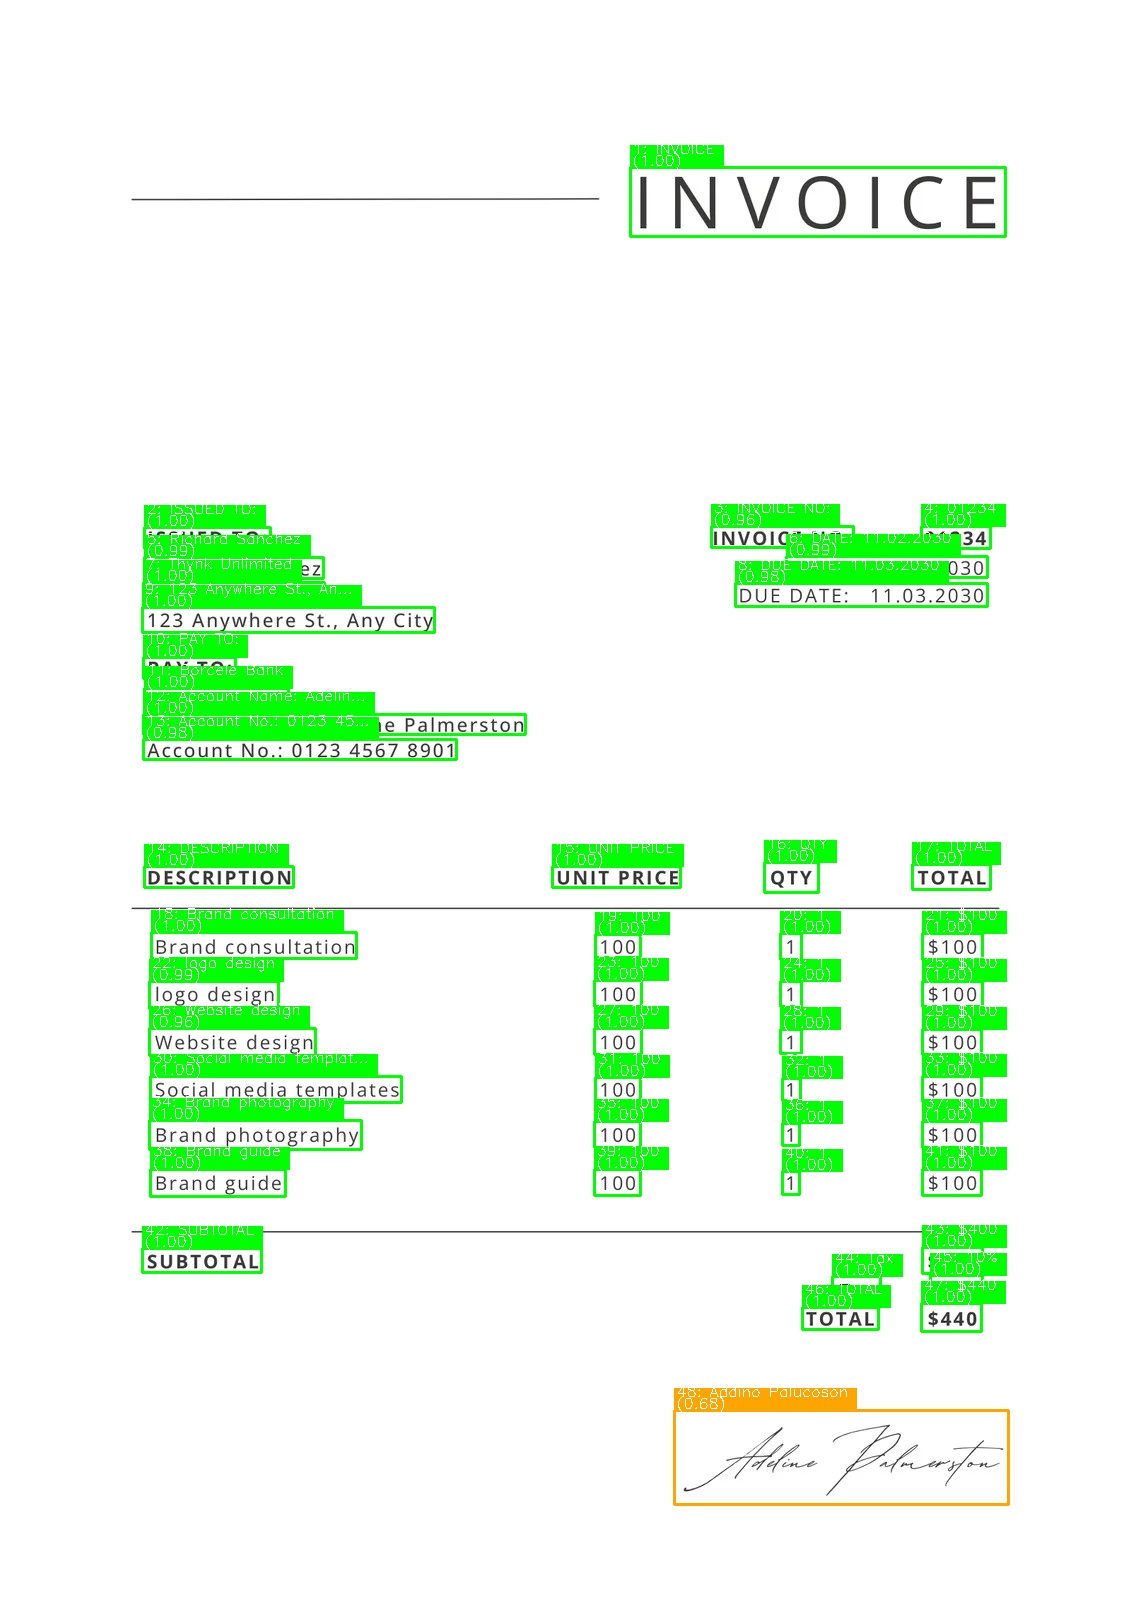 1: INVOICE
(1.00)
INVOICE
2: ISSUED TO:
(1.00)
3: INVOICE NO:
(0.96)
4: 01234
(1.00)
ISSUED TO:
5: Richard Sanchez
(0.99)
INVOICE
34
6: DATE: 11.02.2030
(0.99)
7: Thynk Unlimited
(1.00)
ez
8: DUE DATE: 11.03.2030
(0.98)
030
9: 123 Anywhere St., An...
(1.00)
DUE DATE: 11.03.2030
123 Anywhere St., Any City
10: PAY TO:
(1.00)
PAY TO:
11: Borcele Bank
(1.00)
12: Account Name: Adelin...
(1.00)
13: Account No.: 0123 45...
(0.98)
ne Palmerston
Account No.: 0123 4567 8901
14: DESCRIPTION
(1.00)
15: UNIT PRICE
(1.00)
16: QTY
(1.00)
17: TOTAL
(1.00)
DESCRIPTION UNIT PRICE QTY TOTAL
18: Brand consultation
(1.00)
19: 100
(1.00)
20: 1
(1.00)
21: $100
(1.00)
Brand consultation 100 1 $100
22: logo design
(0.99)
23: 100
(1.00)
24: 1
(1.00)
25: $100
(1.00)
logo design 100 1 $100
26: Website design
(0.96)
27: 100
(1.00)
28: 1
(1.00)
29: $100
(1.00)
Website design 100 1 $100
30: Social media templat...
(1.00)
31: 100
(1.00)
32: 1
(1.00)
33: $100
(1.00)
Social media templates 100 1 $100
34: Brand photography
(1.00)
35: 100
(1.00)
36: 1
(1.00)
37: $100
(1.00)
Brand photography 100 1 $100
38: Brand guide
(1.00)
39: 100
(1.00)
40: 1
(1.00)
41: $100
(1.00)
Brand guide 100 1 $100
42: SUBTOTAL
(1.00)
43: $400
(1.00)
SUBTOTAL
44: Tax
(1.00)
45: 10%
(1.00)
46: TOTAL
(1.00)
47: $440
(1.00)
TOTAL $440
48: Addino Palucoson
(0.68)
Adeline Palmerston